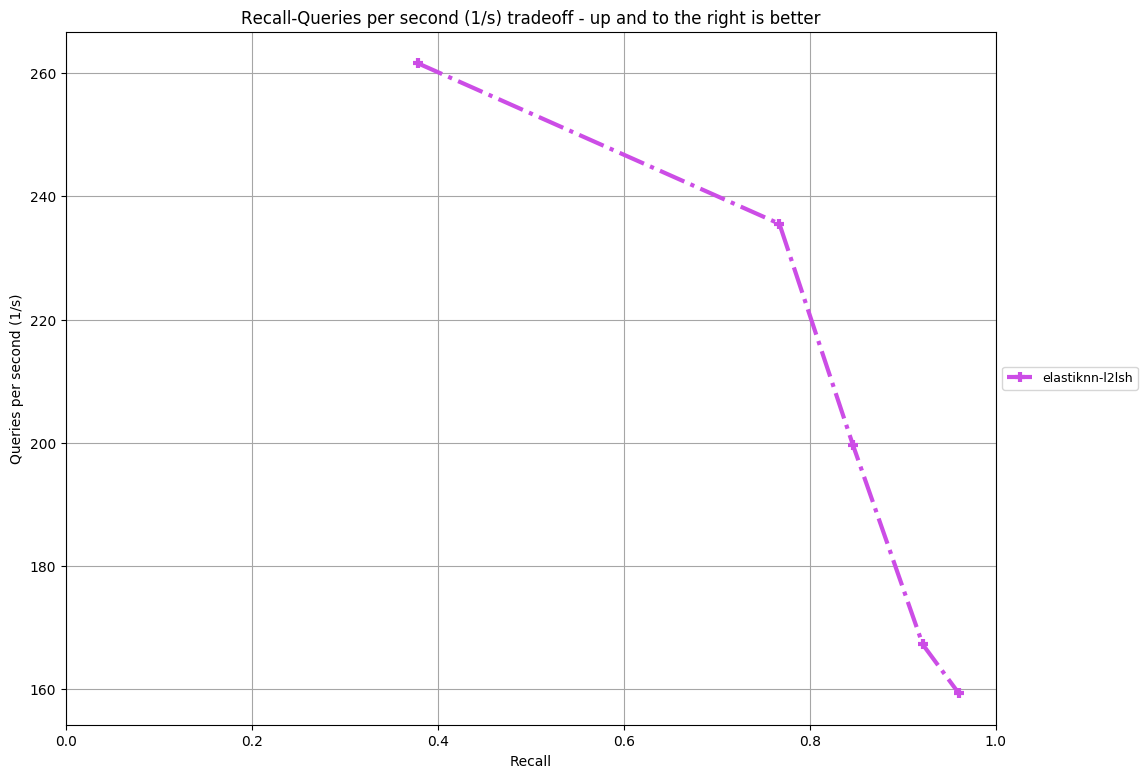 Recall-Queries per second (1/s) tradeoff - up and to the right is better
Queries per second (1/s)
260
240
220
200
180
160
0.0 0.2 0.4 0.6 0.8 1.0
Recall
elastiknn-l2lsh